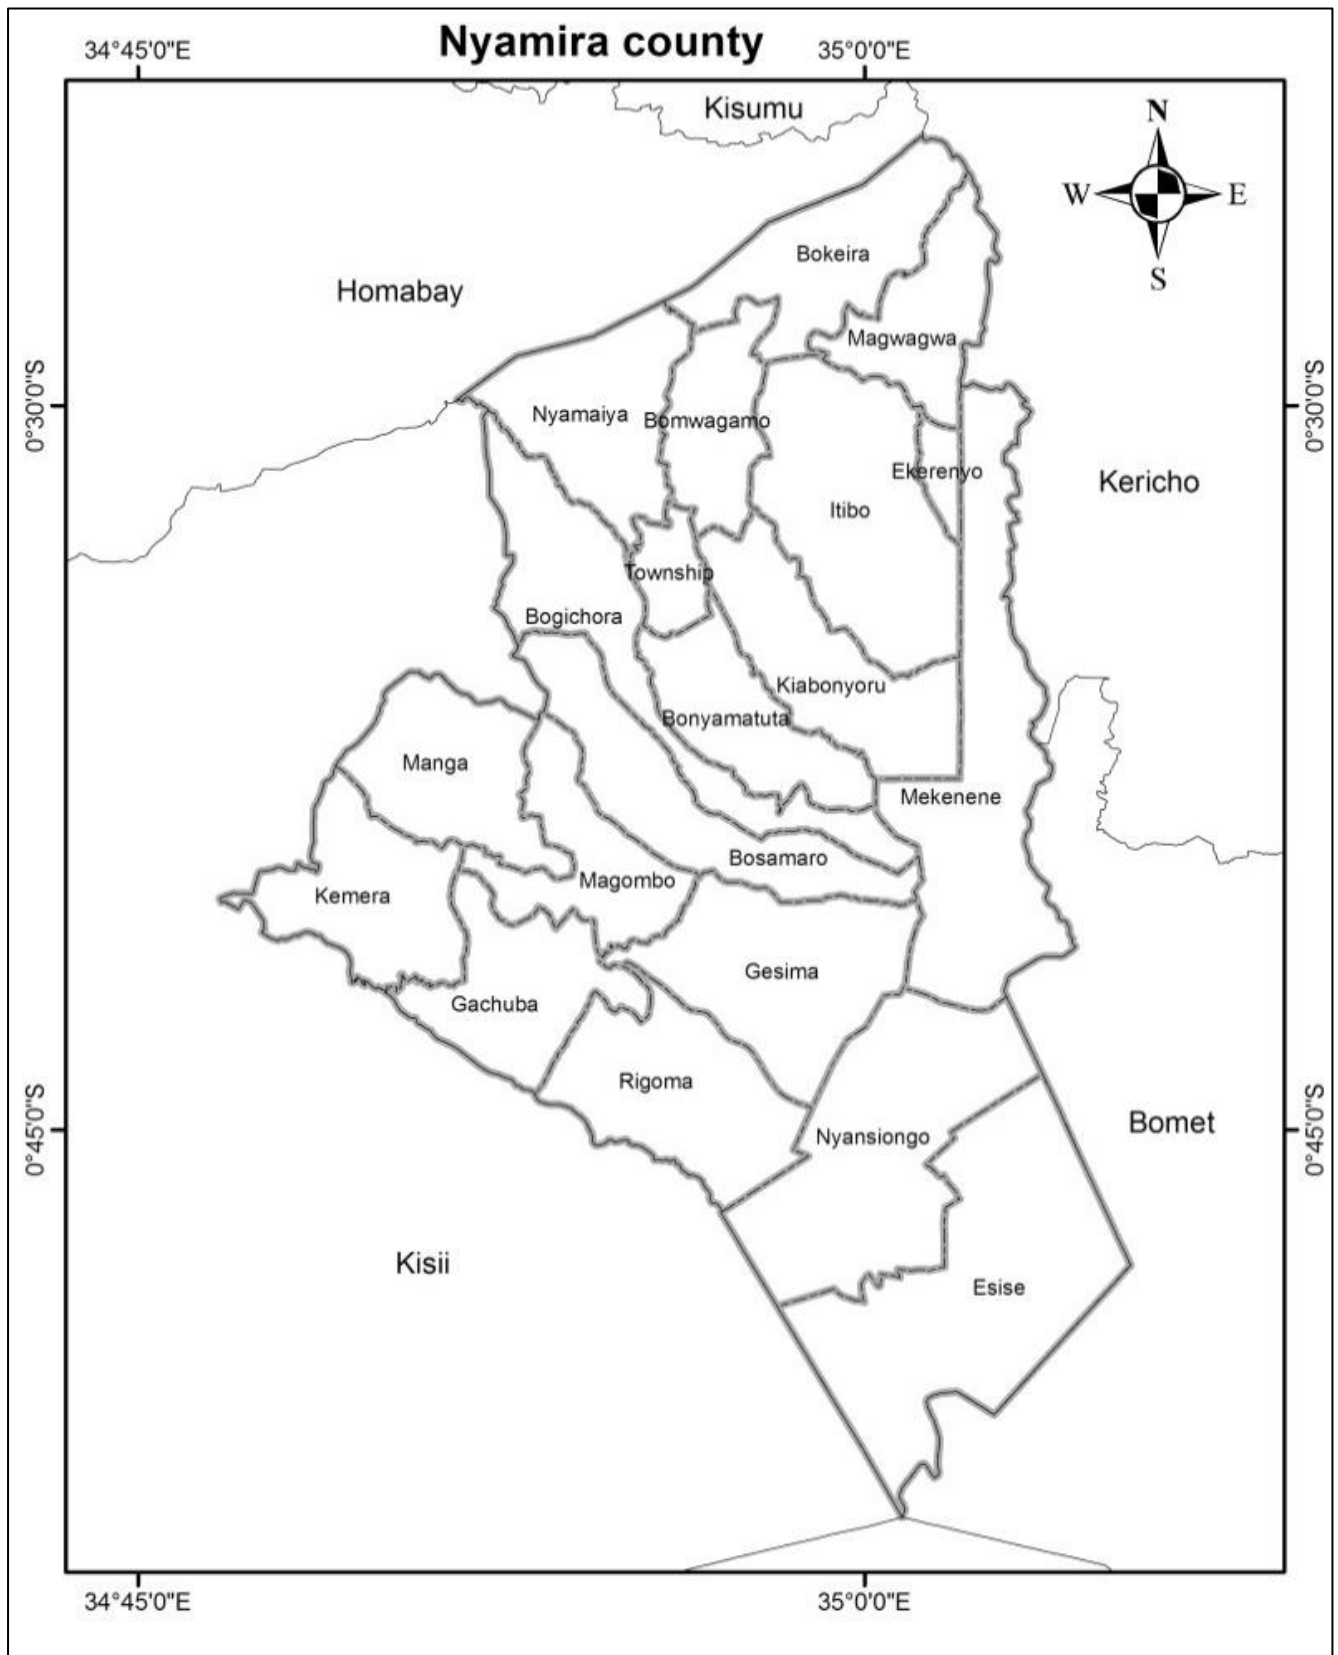 Nyamira county
34°45'0"E
35°0'0"E
Kisumu
N
W
E
S
Bokeira
Homabay
Magwagwa
0°30'0"S
0°30'0"S
Nyamaiya
Bomwagamo
Ekerenyo
Kericho
Itibo
Township
Bogichora
Kiabonyoru
Bonyamatuta
Manga
Mekenene
Bosamaro
Magombo
Kemera
Gesima
Gachuba
Rigoma
0°45'0"S
0°45'0"S
Bomet
Nyansiongo
Kisii
Esise
34°45'0"E
35°0'0"E